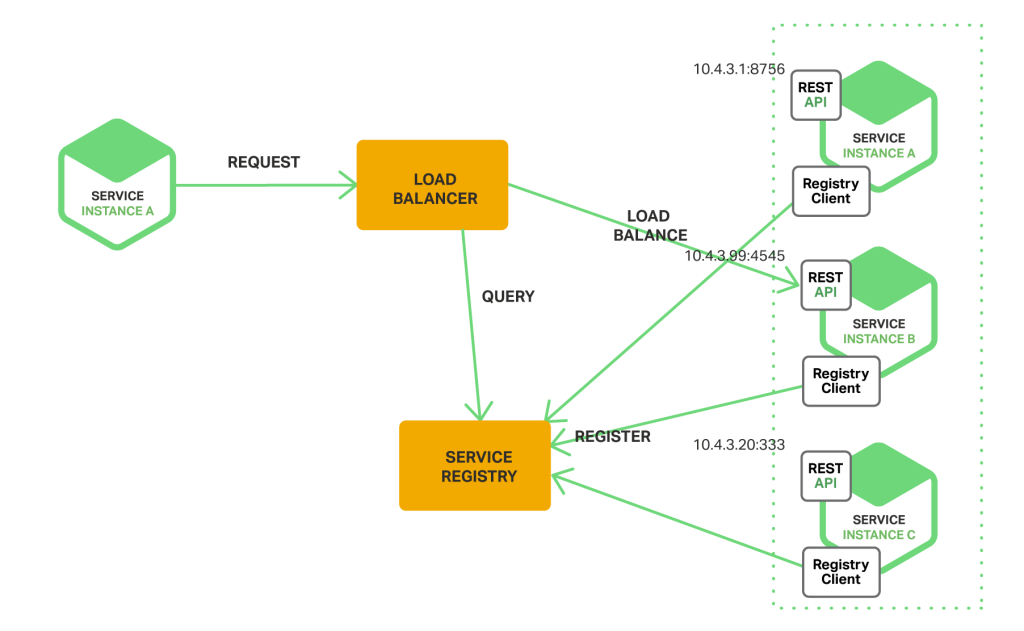 SERVICE
INSTANCE A
REQUEST
LOAD
BALANCER
QUERY
SERVICE
REGISTRY
LOAD
BALANCE
REGISTER
10.4.3.1:8756
REST
API
SERVICE
INSTANCE A
Registry
Client
10.4.3.99:4545
REST
API
SERVICE
INSTANCE B
Registry
Client
10.4.3.20:333
REST
API
SERVICE
INSTANCE C
Registry
Client